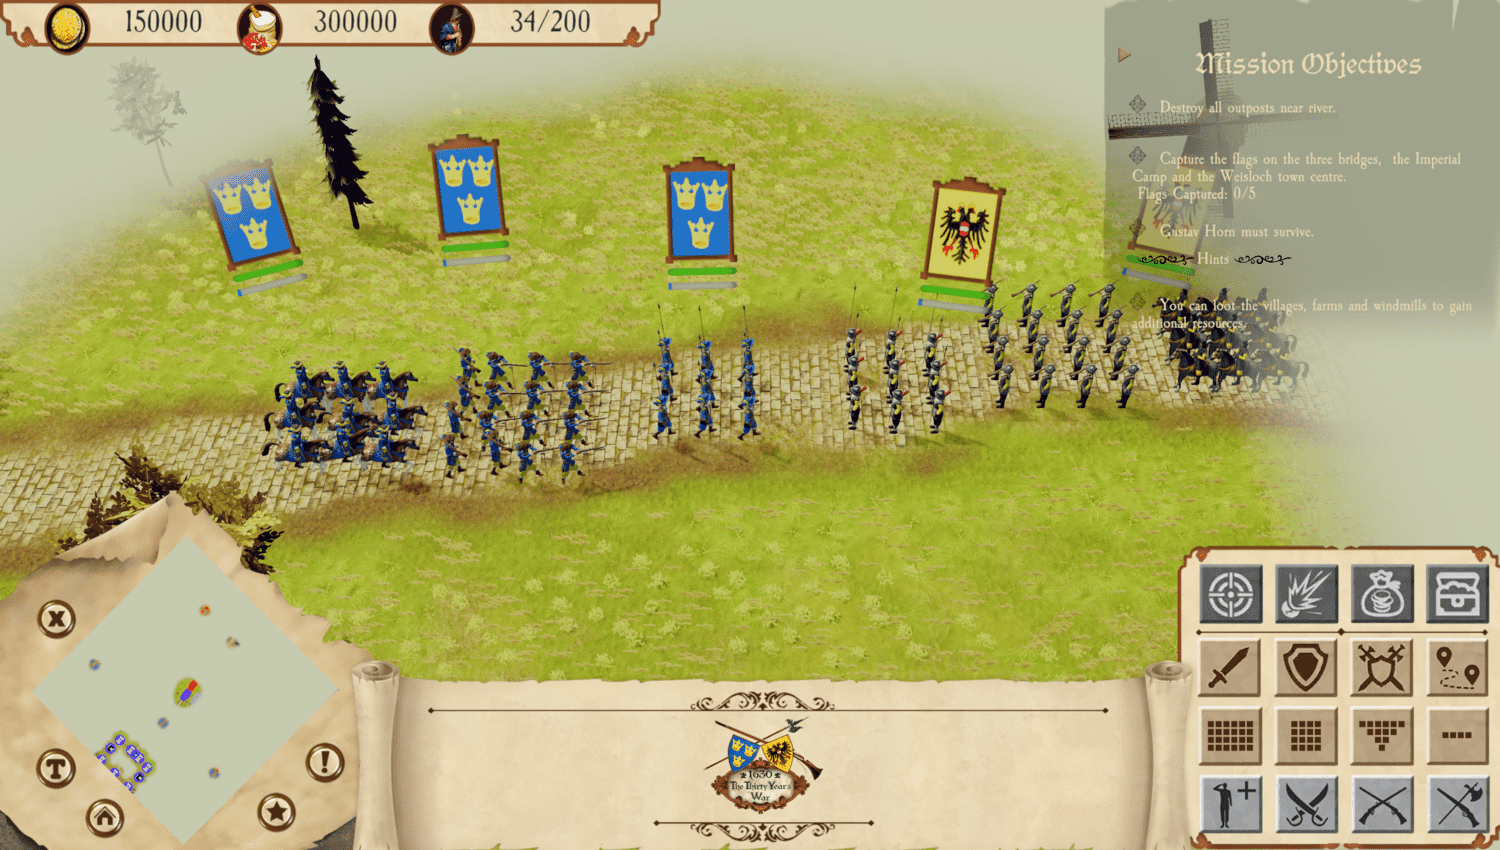 150000
300000
34/200
Mission Objectives
Destroy all outposts near river.
Capture the flags on the three bridges, the Imperial
Camp and the Weisloch town centre.
Flags Captured: 0/5
Gustav Horn must survive.
Hints
You can loot the villages, farms and windmills to gain
additional resources.
X
T
!
1630
The Thirty Years
War